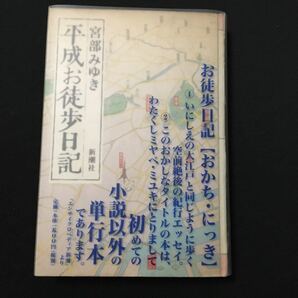 宮部みゆき
平成お徒歩日記
新潮社
お徒歩日記【おかち・にっき】
①いにしえの大江戸と同じように歩く
空前絶後の紀行エッセイ。
②このおかしなタイトルの本は、
わたくしミヤベミユキにとりまして
初めての
小説以外の
単行本
であります。
より